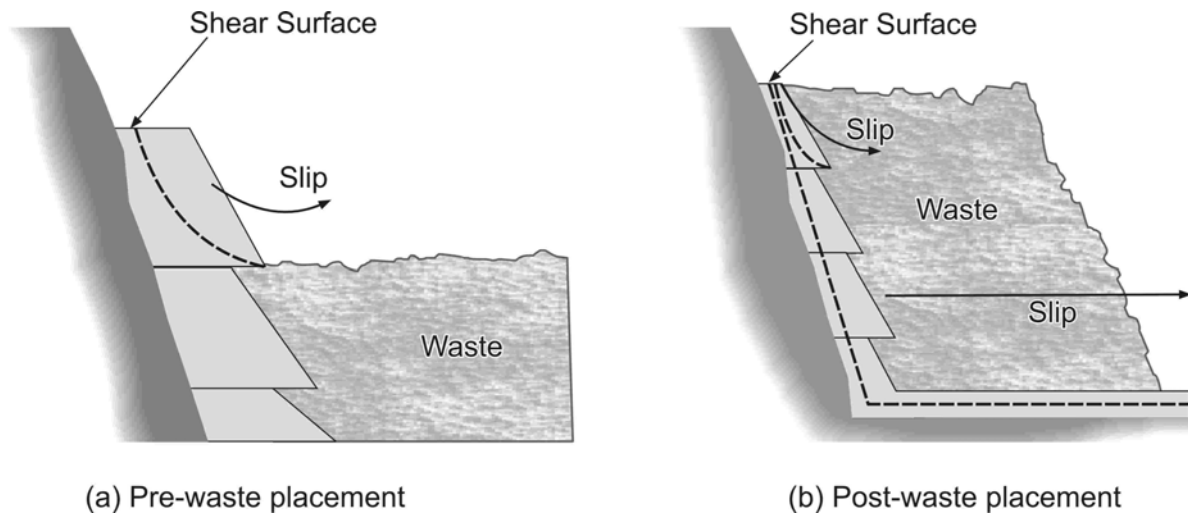 Shear Surface
Slip
Waste
(a) Pre-waste placement
Shear Surface
Slip
Waste
Slip
(b) Post-waste placement